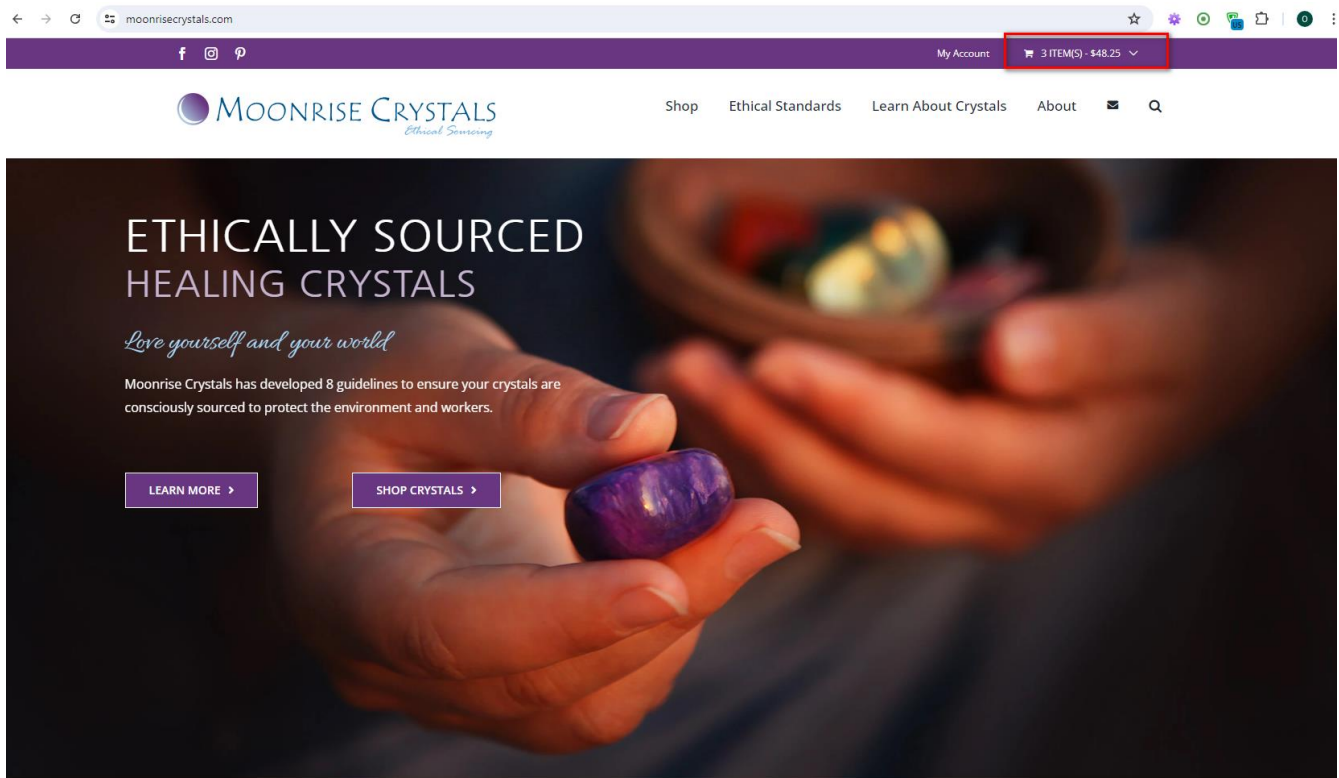 moonrisecrystals.com
US
O
My Account
3 ITEM(S) - $48.25
MOONRISE CRYSTALS
Ethical Sourcing
Shop
Ethical Standards
Learn About Crystals
About
ETHICALLY SOURCED
HEALING CRYSTALS
Love yourself and your world
Moonrise Crystals has developed 8 guidelines to ensure your crystals are
consciously sourced to protect the environment and workers.
LEARN MORE
SHOP CRYSTALS